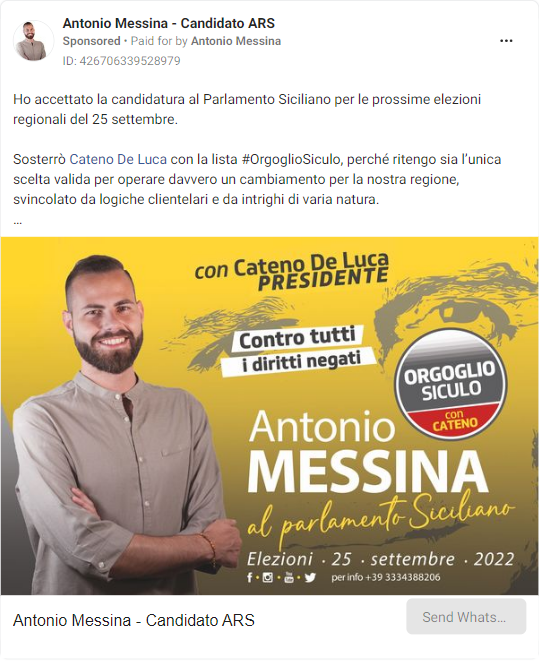 Antonio Messina - Candidato ARS
Sponsored • Paid for by Antonio Messina
ID: 426706339528979
Ho accettato la candidatura al Parlamento Siciliano per le prossime elezioni
regionali del 25 settembre.
Sosterrò Cateno De Luca con la lista #OrgoglioSiculo, perché ritengo sia l’unica
scelta valida per operare davvero un cambiamento per la nostra regione,
svincolato da logiche clientelari e da intrighi di varia natura.
...
con Cateno De Luca
PRESIDENTE
Contro tutti
i diritti negati
ORGOGLIO
SICULO
con
CATENO
Antonio
MESSINA
al parlamento Siciliano
Elezioni · 25 · settembre · 2022
per info +39 3334388206
Antonio Messina - Candidato ARS
Send Whats...